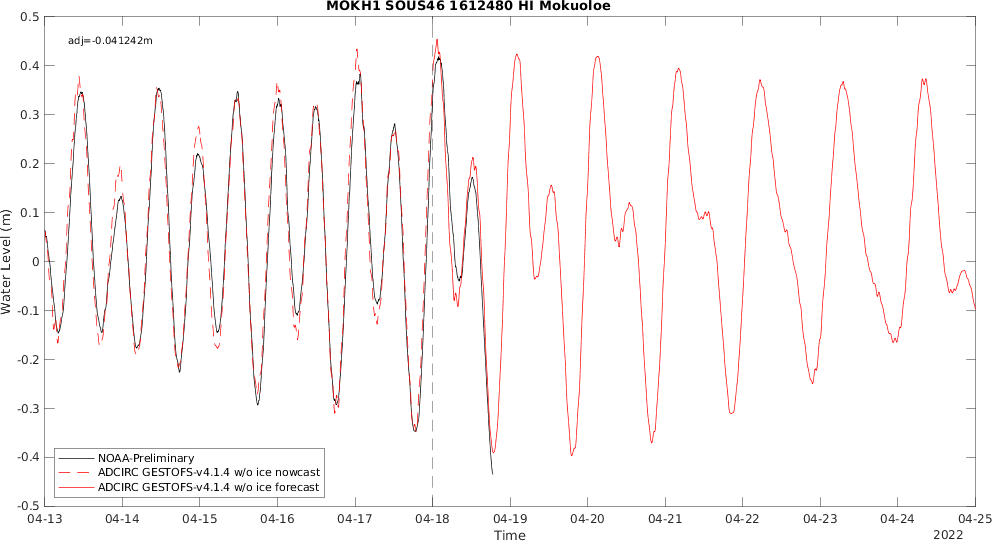 MOKH1 SOUS46 1612480 HI Mokuoloe
adj=-0.041242m
0.5
0.4
0.3
0.2
0.1
0
-0.1
-0.2
-0.3
-0.4
-0.5
Water Level (m)
NOAA-Preliminary
ADCIRC GESTOFS-v4.1.4 w/o ice nowcast
ADCIRC GESTOFS-v4.1.4 w/o ice forecast
04-13 04-14 04-15 04-16 04-17 04-18 04-19 04-20 04-21 04-22 04-23 04-24 04-25
Time
2022